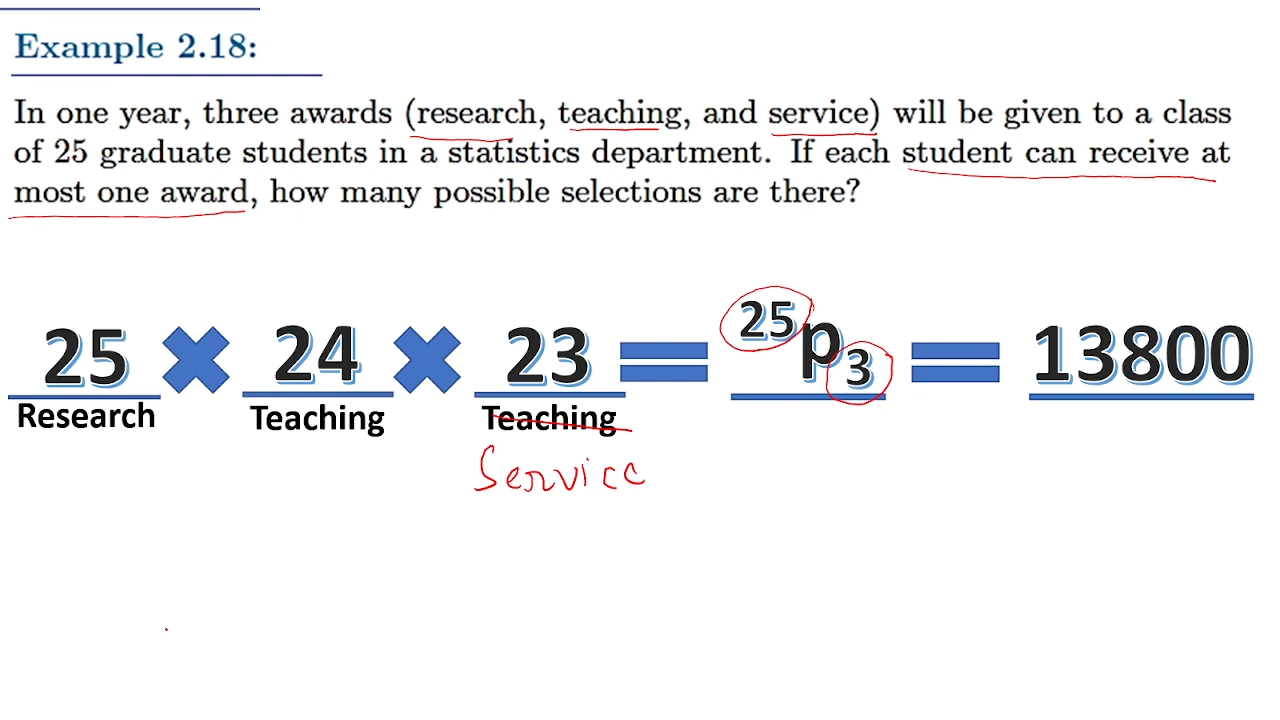 Example 2.18:
In one year, three awards (research, teaching, and service) will be given to a class
of 25 graduate students in a statistics department. If each student can receive at
most one award, how many possible selections are there?
25 × 24 × 23 = 25p3 = 13800
Research Teaching Teaching
Service